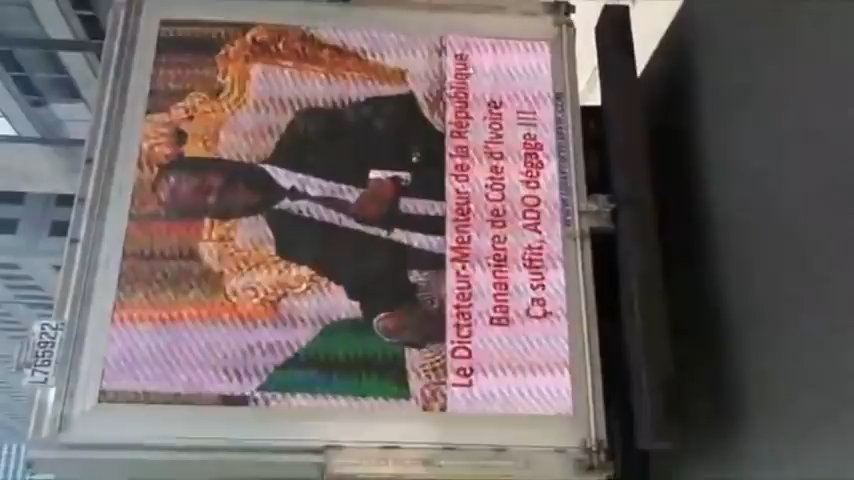 Le Dictateur-Menteur de la République
Bananière de Côte d'Ivoire
Ça suffit, ADO dégage !!!
L765922